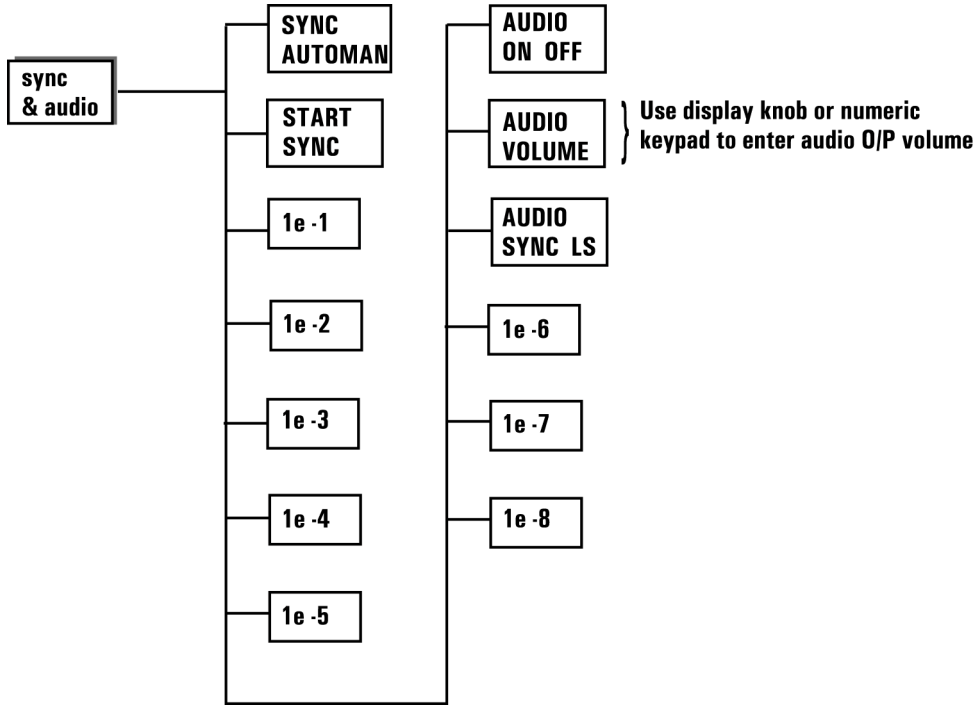 sync
& audio
SYNC
AUTOMAN
START
SYNC
1e -1
1e -2
1e -3
1e -4
1e -5
AUDIO
ON OFF
AUDIO
VOLUME
Use display knob or numeric
keypad to enter audio O/P volume
AUDIO
SYNC LS
1e -6
1e -7
1e -8